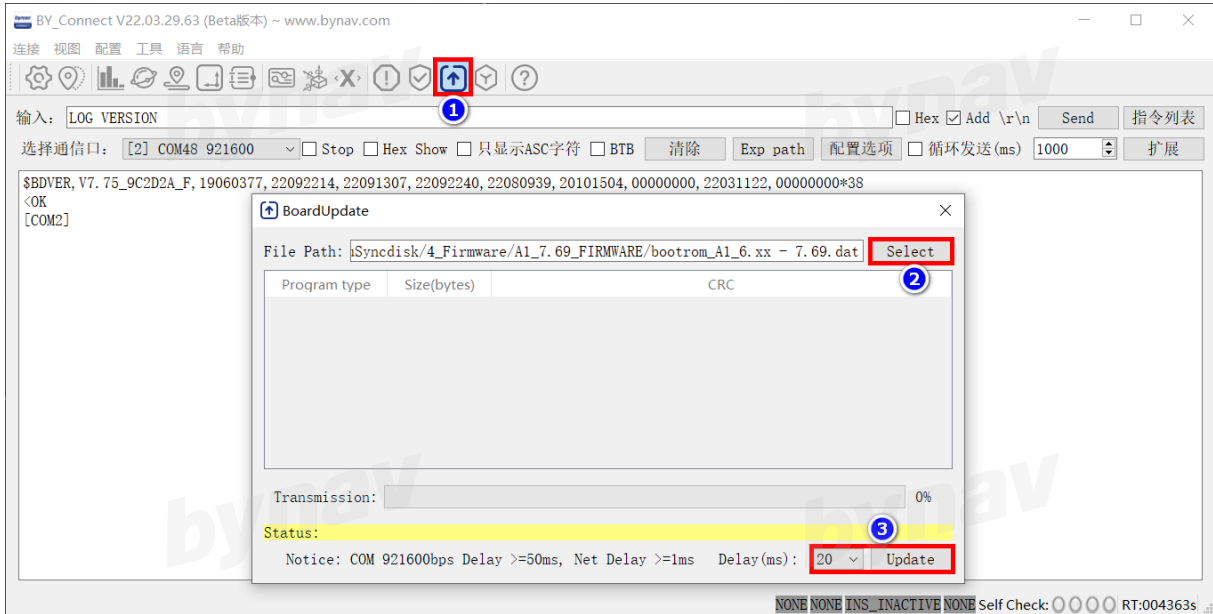 bynav BY_Connect V22.03.29.63 (Beta版本) ~ www.bynav.com
连接 视图 配置 工具 语言 帮助
1
输入: LOG VERSION Hex Add \r\n Send 指令列表
选择通信口: [2] COM48 921600 Stop Hex Show 只显示ASC字符 BTB 清除 Exp path 配置选项 循环发送(ms) 1000 扩展
$BDVER,V7.75_9C2D2A_F,19060377,22092214,22091307,22092240,22080939,20101504,00000000,22031122,00000000*38
<OK
[COM2]
BoardUpdate
File Path: ıSyncdisk/4_Firmware/A1_7.69_FIRMWARE/bootrom_A1_6.xx - 7.69.dat Select
2
Program type Size(bytes) CRC
Transmission: 0%
Status:
3
Notice: COM 921600bps Delay >=50ms, Net Delay >=1ms Delay(ms): 20 Update
NONE NONE INS_INACTIVE NONE Self Check: RT:004363s
bynav
bynav
bynav
bynav